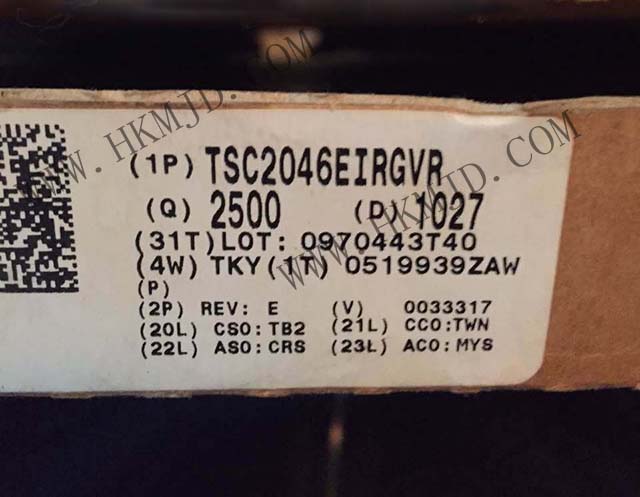 (1P) TSC2046EIRGVR
(Q) 2500 (D) 1027
(31T)LOT: 0970443T40
(4W) TKY(1T) 0519939ZAW
(P)
(2P) REV: E (V) 0033317
(20L) CSO:TB2 (21L) CCO:TWN
(22L) ASO:CRS (23L) ACO:MYS
WWW.HKMJD.COM
WWW.HKMJD.COM